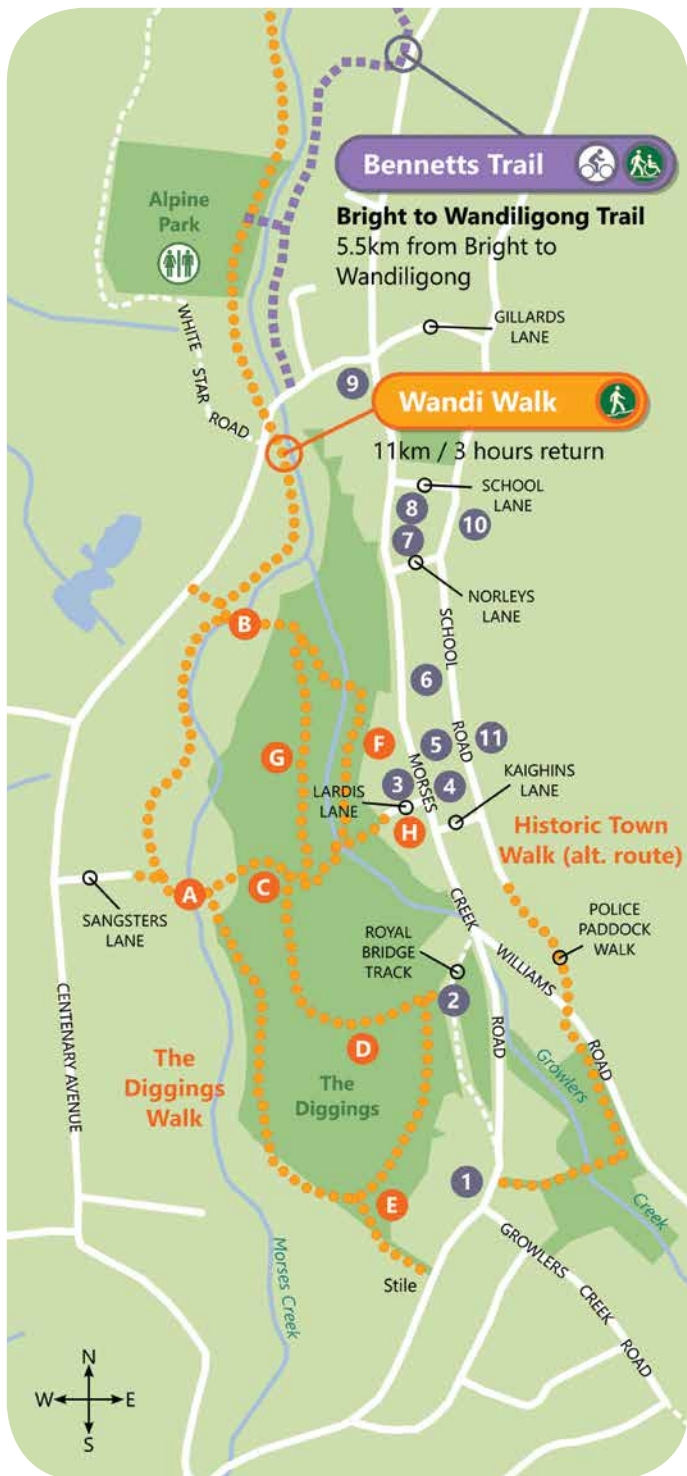 Bennetts Trail
Bright to Wandiligong Trail
5.5km from Bright to
Wandiligong
Alpine
Park
WHITE
STAR
ROAD
GILLARDS
LANE
9
Wandi Walk
11km / 3 hours return
SCHOOL
LANE
8
10
7
NORLEYS
LANE
B
SCHOOL
ROAD
6
G
F
5
11
MORSES
CREEK
ROAD
3
4
LARDIS
LANE
KAIGHINS
LANE
H
Historic Town
Walk (alt. route)
C
A
SANGSTERS
LANE
POLICE
PADDOCK
WALK
ROYAL
BRIDGE
TRACK
WILLIAMS
ROAD
2
CENTENARY AVENUE
D
The
Diggings
Walk
The
Diggings
Growlers
Creek
1
E
GROWLERS
CREEK
ROAD
Morses Creek
Stile
N
W
E
S